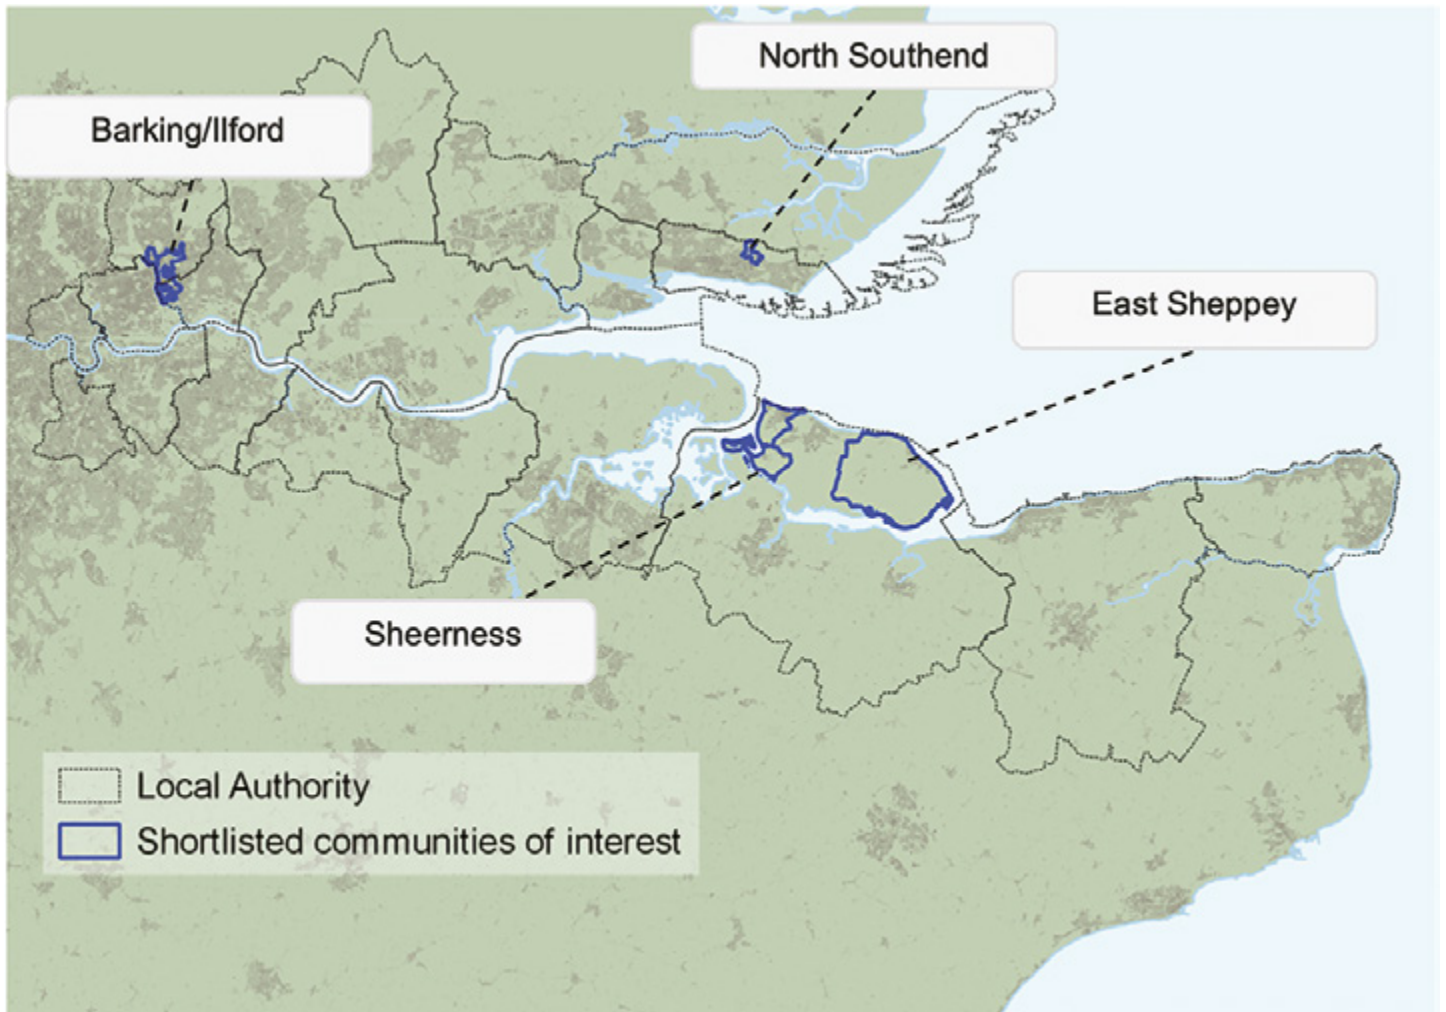 North Southend
Barking/Ilford
East Sheppey
Sheerness
Local Authority
Shortlisted communities of interest